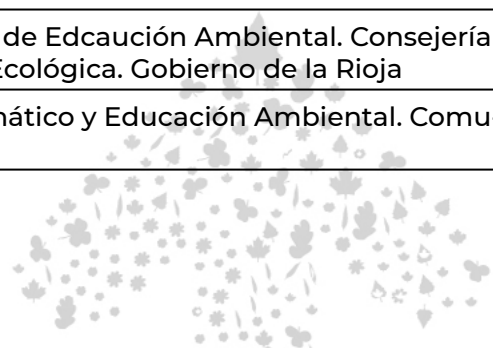 de Edcaución Ambiental. Consejería
Ecológica. Gobierno de la Rioja
mático y Educación Ambiental. Comu-